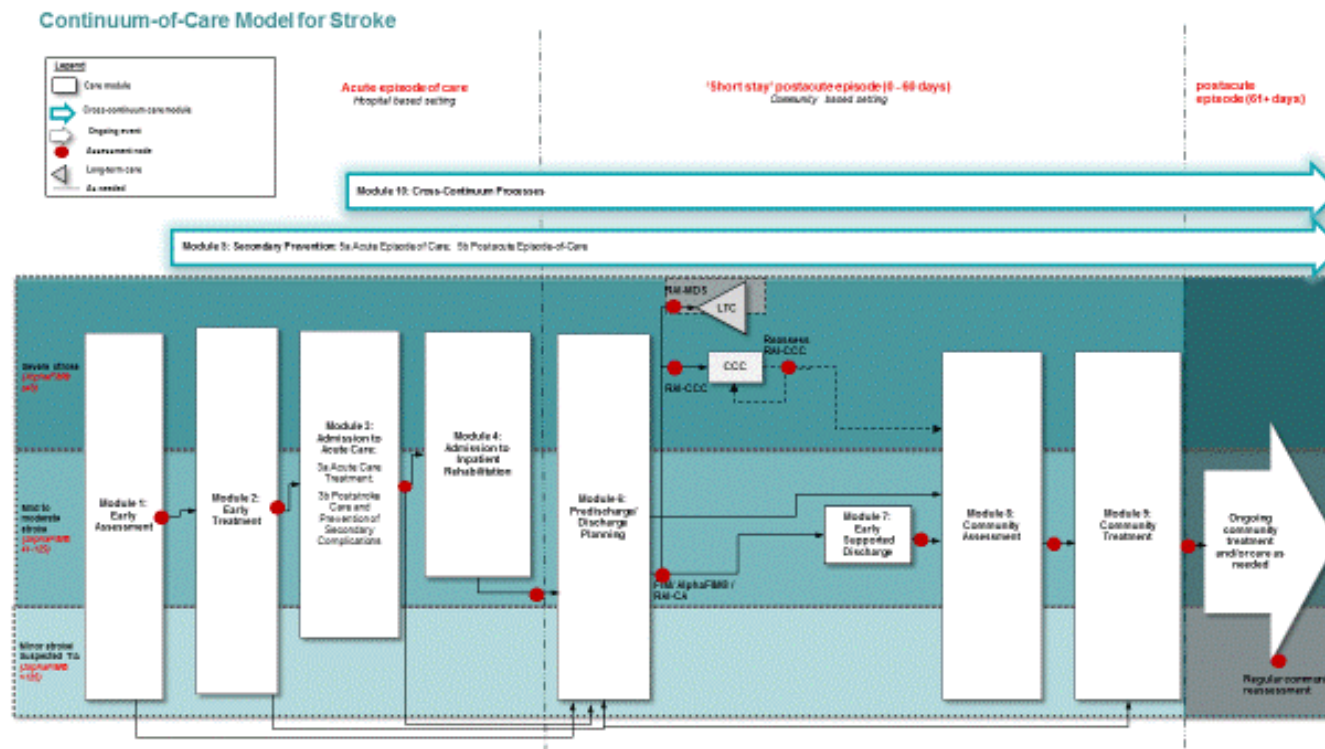 Continuum-of-Care Model for Stroke
Legend
Care module
Cross-continuum care module
Ongoing event
Assessment node
Long-term care
As needed
Acute episode of care
Hospital based setting
'Short stay' postacute episode (0 - 60 days)
Community based setting
postacute
episode (61+ days)
Module 10: Cross-Continuum Processes
Module 5: Secondary Prevention: 5a Acute Episode of Care; 5b Postacute Episode-of-Care
Severe stroke
Mild to
moderate
stroke
Minor stroke/
Suspected TIA
Module 1:
Early
Assessment
Module 2:
Early
Treatment
Module 3:
Admission to
Acute Care:
3a Acute Care
Treatment.
3b Poststroke
Care and
Prevention of
Secondary
Complications
Module 4:
Admission to
Inpatient
Rehabilitation
Module 6:
Predischarge/
Discharge
Planning
RAI-MDS
LTC
RAI-CCC
CCC
Reassess
RAI-CCC
FIM/ AlphaFIM® /
RAI-CA
Module 7:
Early
Supported
Discharge
Module 8:
Community
Assessment
Module 9:
Community
Treatment
Ongoing
community
treatment
and/or care as
needed
Regular commun
reassessment